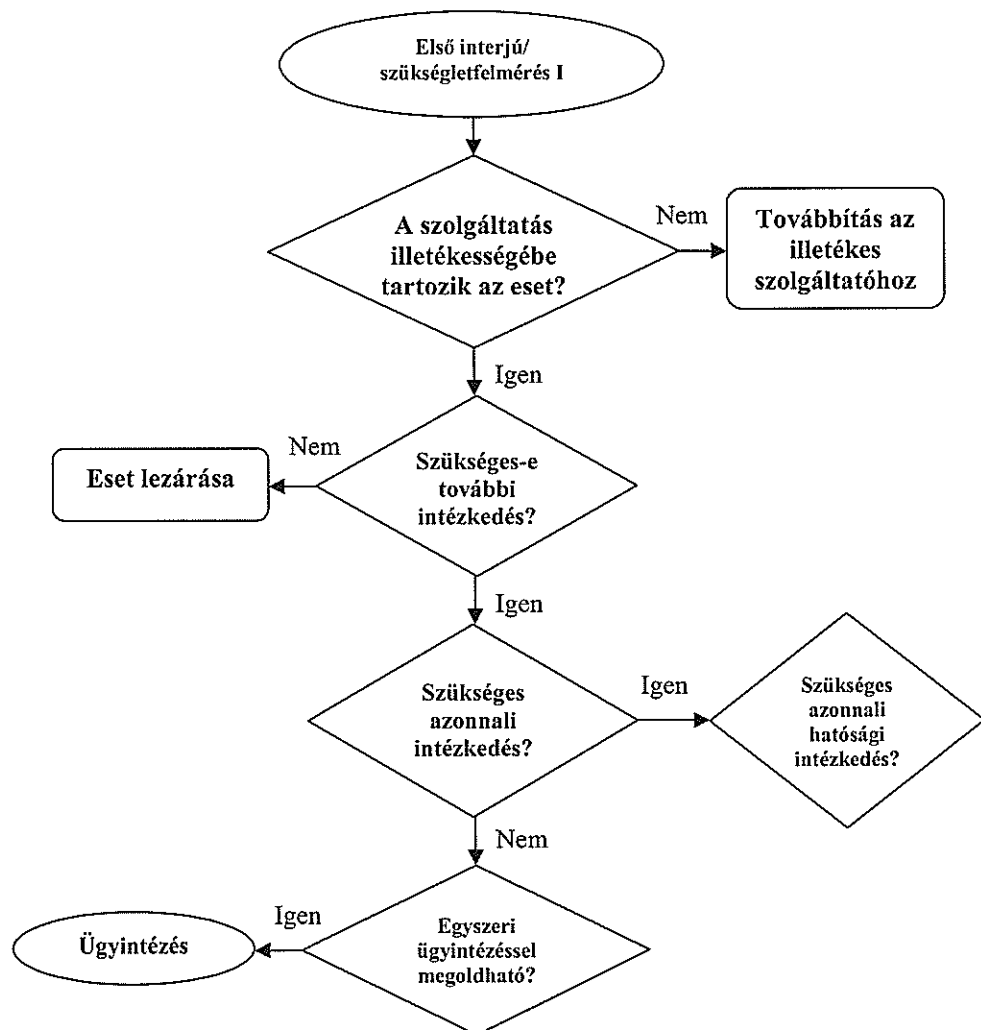 Első interjú/
szükségletfelmérés I
A szolgáltatás
illetékességébe
tartozik az eset?
Nem
Továbbítás az
illetékes
szolgáltatóhoz
Igen
Nem
Eset lezárása
Szükséges-e
további
intézkedés?
Igen
Szükséges
azonnali
intézkedés?
Igen
Szükséges
azonnali
hatósági
intézkedés?
Nem
Igen
Ügyintézés
Egyszeri
ügyintézéssel
megoldható?